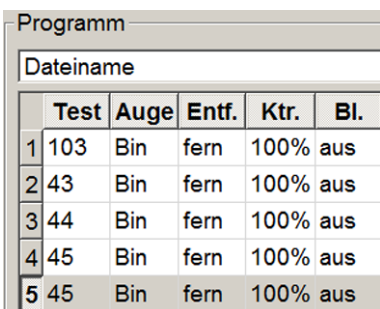 Programm
Dateiname
Test Auge Entf. Ktr. Bl.
1 103 Bin fern 100% aus
2 43 Bin fern 100% aus
3 44 Bin fern 100% aus
4 45 Bin fern 100% aus
5 45 Bin fern 100% aus